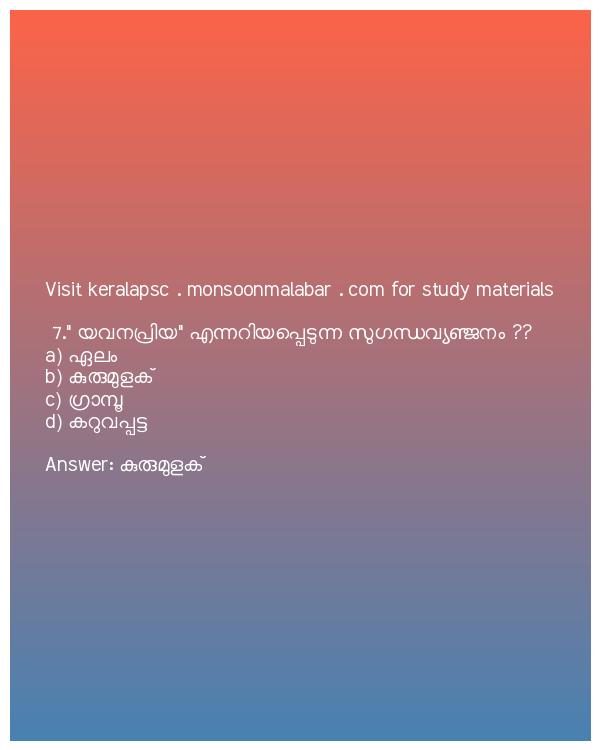 Visit keralapsc . monsoonmalabar . com for study materials
7." യവനപ്രിയ" എന്നറിയപ്പെടുന്ന സുഗന്ധവ്യഞ്ജനം ??
a) ഏലം
b) കുരുമുളക്
c) ഗ്രാമ്പൂ
d) കറുവപ്പട്ട
Answer: കുരുമുളക്